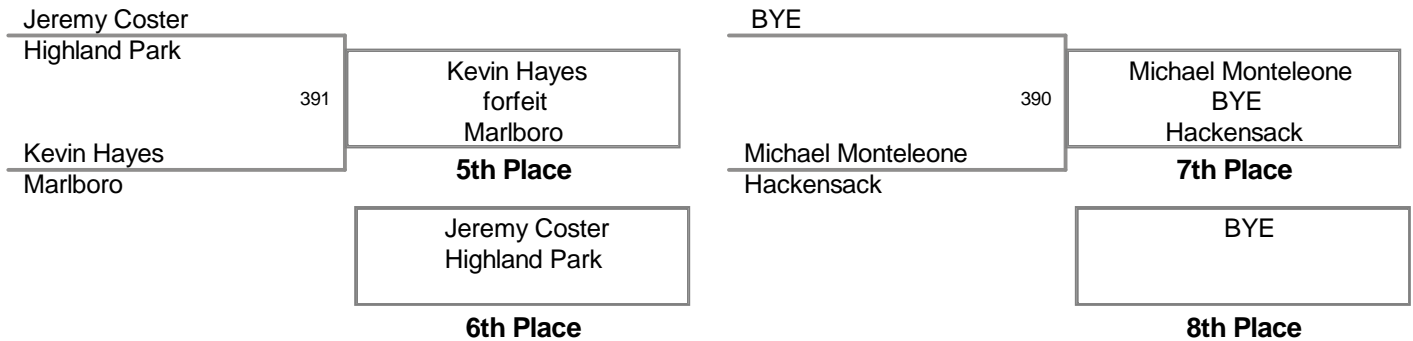 Jeremy Coster
Highland Park
391
Kevin Hayes
Marlboro
Kevin Hayes
forfeit
Marlboro
5th Place
Jeremy Coster
Highland Park
6th Place
BYE
390
Michael Monteleone
Hackensack
Michael Monteleone
BYE
Hackensack
7th Place
BYE
8th Place